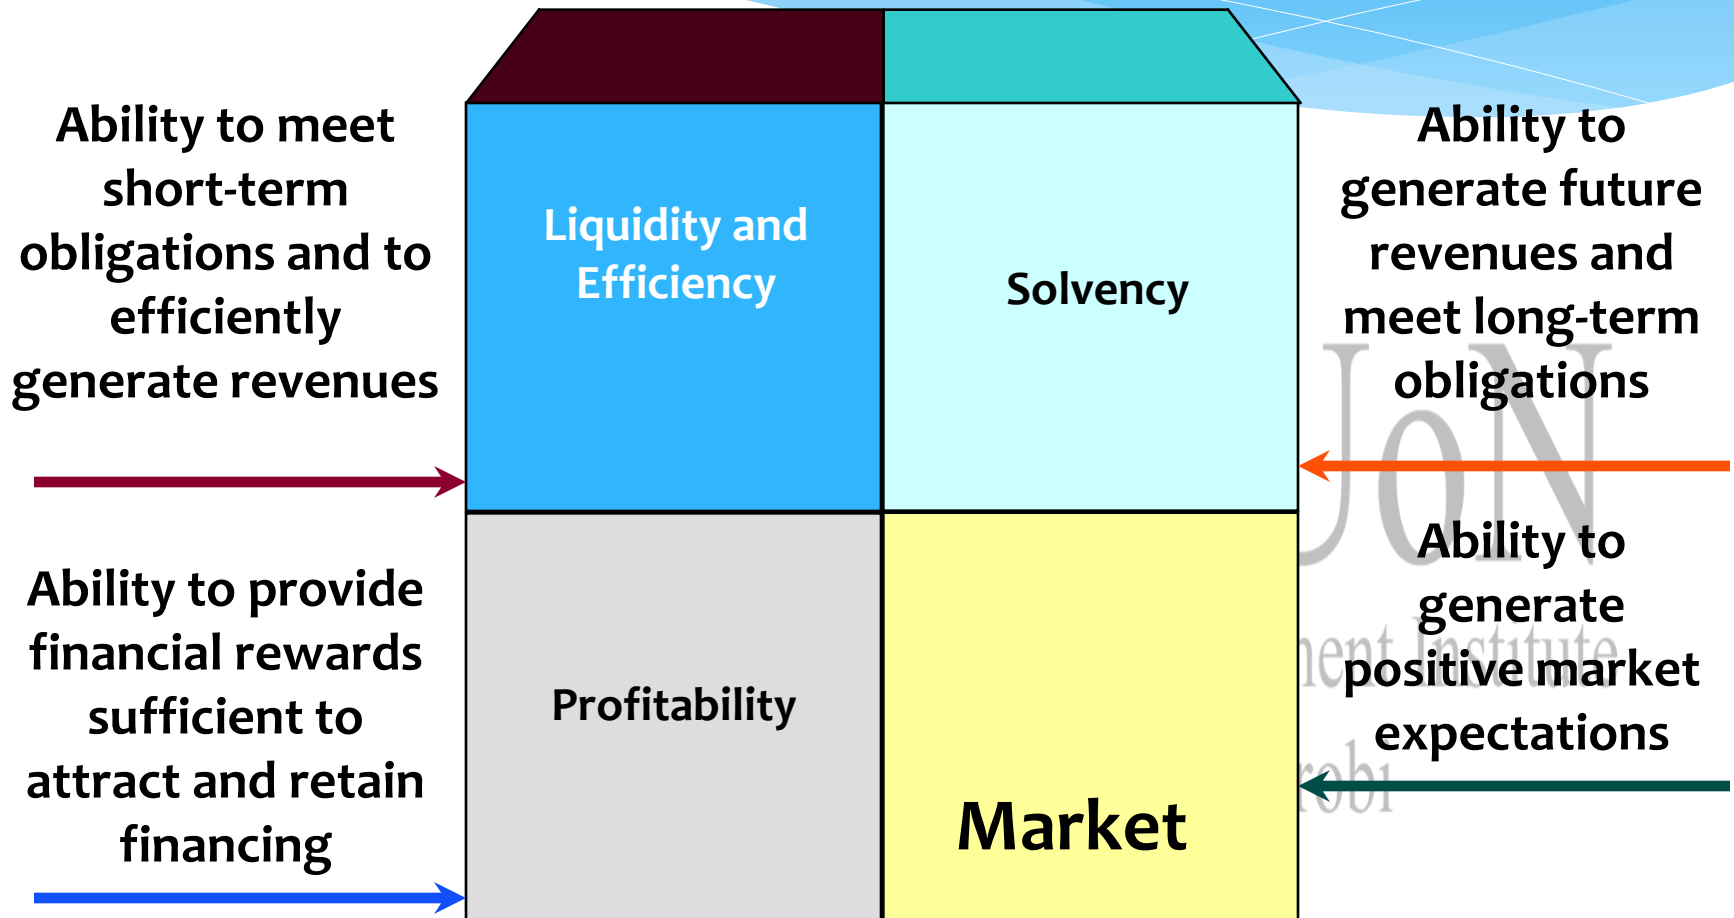 Ability to meet
short-term
obligations and to
efficiently
generate revenues
Liquidity and
Efficiency
Solvency
Ability to
generate future
revenues and
meet long-term
obligations
UoN
Ability to provide
financial rewards
sufficient to
attract and retain
financing
Profitability
Market
Ability to
generate
positive market
expectations
Institute